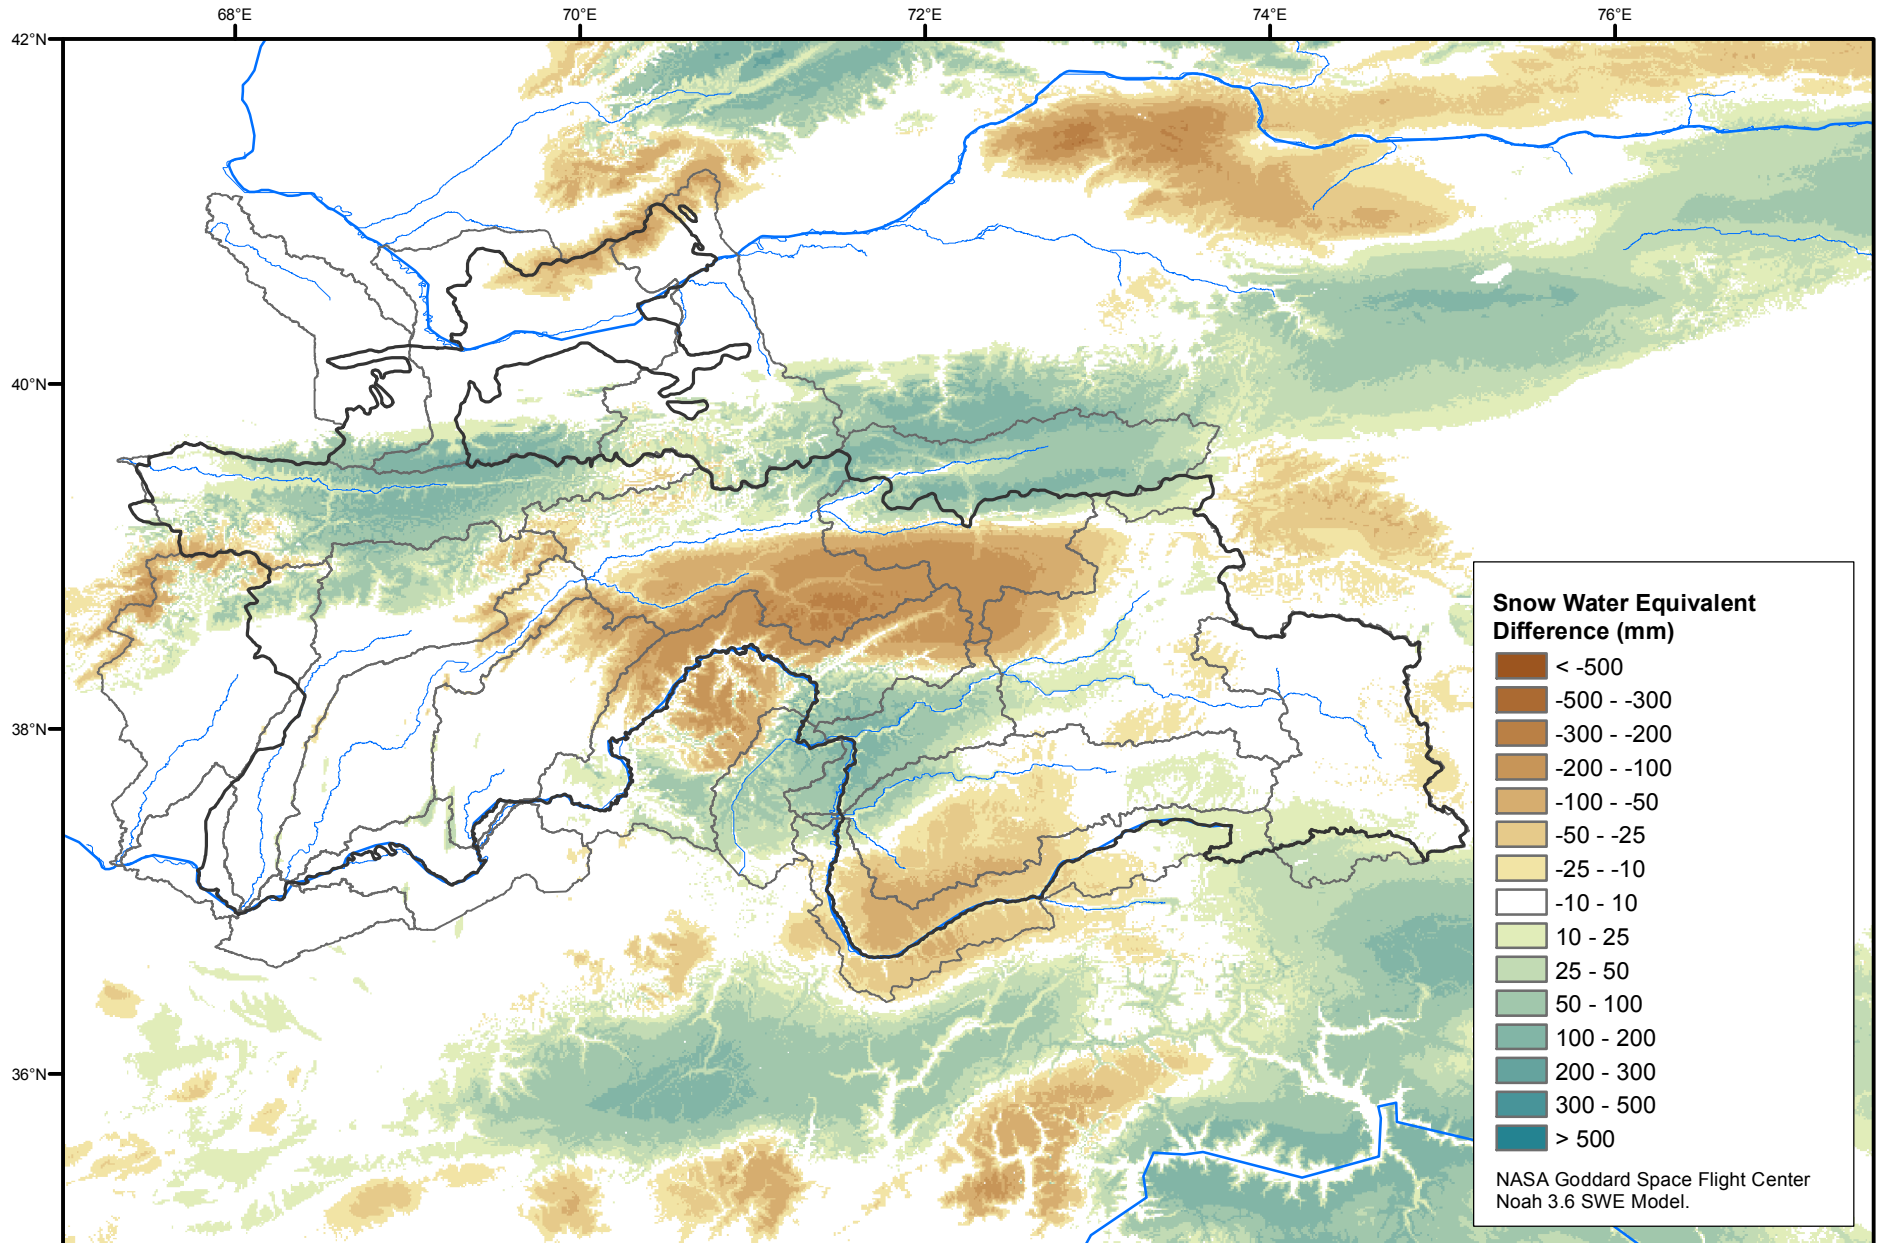 68°E 70°E 72°E 74°E 76°E
42°N
40°N
38°N
36°N
Snow Water Equivalent
Difference (mm)
< -500
-500 - -300
-300 - -200
-200 - -100
-100 - -50
-50 - -25
-25 - -10
-10 - 10
10 - 25
25 - 50
50 - 100
100 - 200
200 - 300
300 - 500
> 500
NASA Goddard Space Flight Center
Noah 3.6 SWE Model.